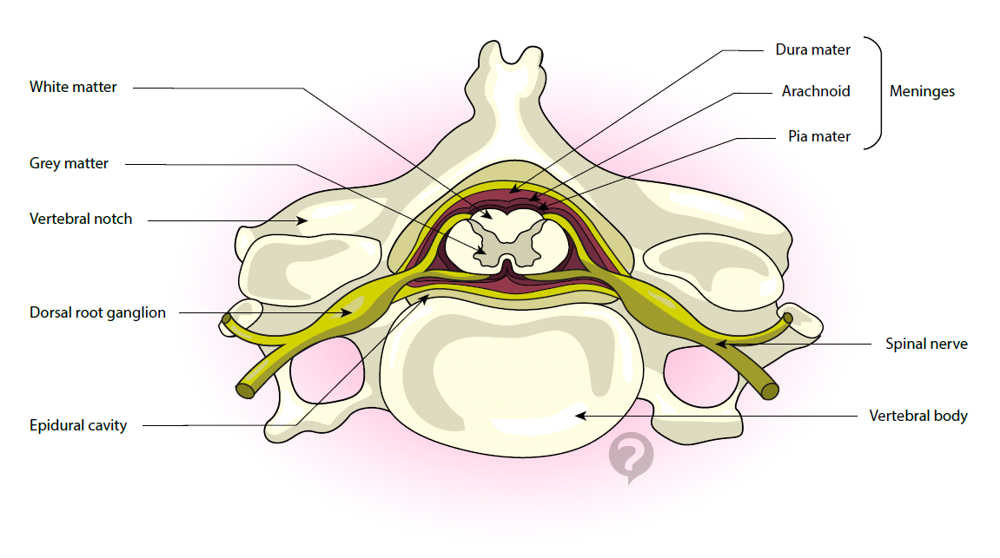 White matter
Grey matter
Vertebral notch
Dorsal root ganglion
Epidural cavity
Dura mater
Arachnoid
Pia mater
Meninges
Spinal nerve
Vertebral body
?